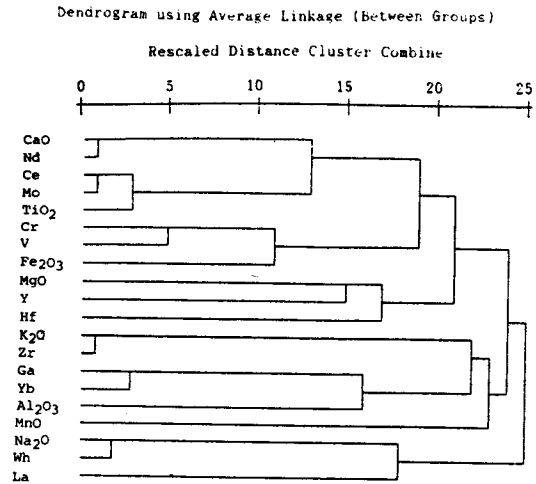 Dendrogram using Average Linkage (Between Groups)
Rescaled Distance Cluster Combine
0 5 10 15 20 25
CaO
Nd
Ce
Mo
TiO₂
Cr
V
Fe₂O₃
MgO
Y
Hf
K₂O
Zr
Ga
Yb
Al₂O₃
MnO
Na₂O
Wh
La